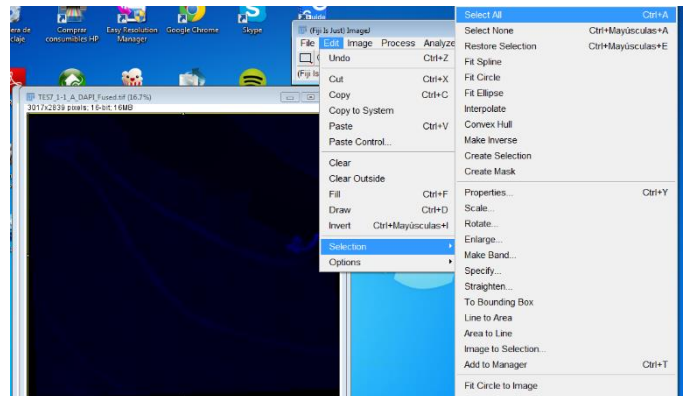 Comprar
consumibles HP
Easy Resolution
Manager
Google Chrome
Skype
Guide
(Fiji Is Just) ImageJ
File Edit Image Process Analyze
(Fiji Is
TEST_1-1_A_DAPI_Fused.tif (16.7%)
3017x2839 pixels; 16-bit; 16MB
Undo Ctrl+Z
Cut Ctrl+X
Copy Ctrl+C
Copy to System
Paste Ctrl+V
Paste Control...
Clear
Clear Outside
Fill Ctrl+F
Draw Ctrl+D
Invert Ctrl+Mayúsculas+I
Selection
Options
Select All Ctrl+A
Select None Ctrl+Mayúsculas+A
Restore Selection Ctrl+Mayúsculas+E
Fit Spline
Fit Circle
Fit Ellipse
Interpolate
Convex Hull
Make Inverse
Create Selection
Create Mask
Properties... Ctrl+Y
Scale...
Rotate...
Enlarge...
Make Band...
Specify...
Straighten...
To Bounding Box
Line to Area
Area to Line
Image to Selection...
Add to Manager Ctrl+T
Fit Circle to Image